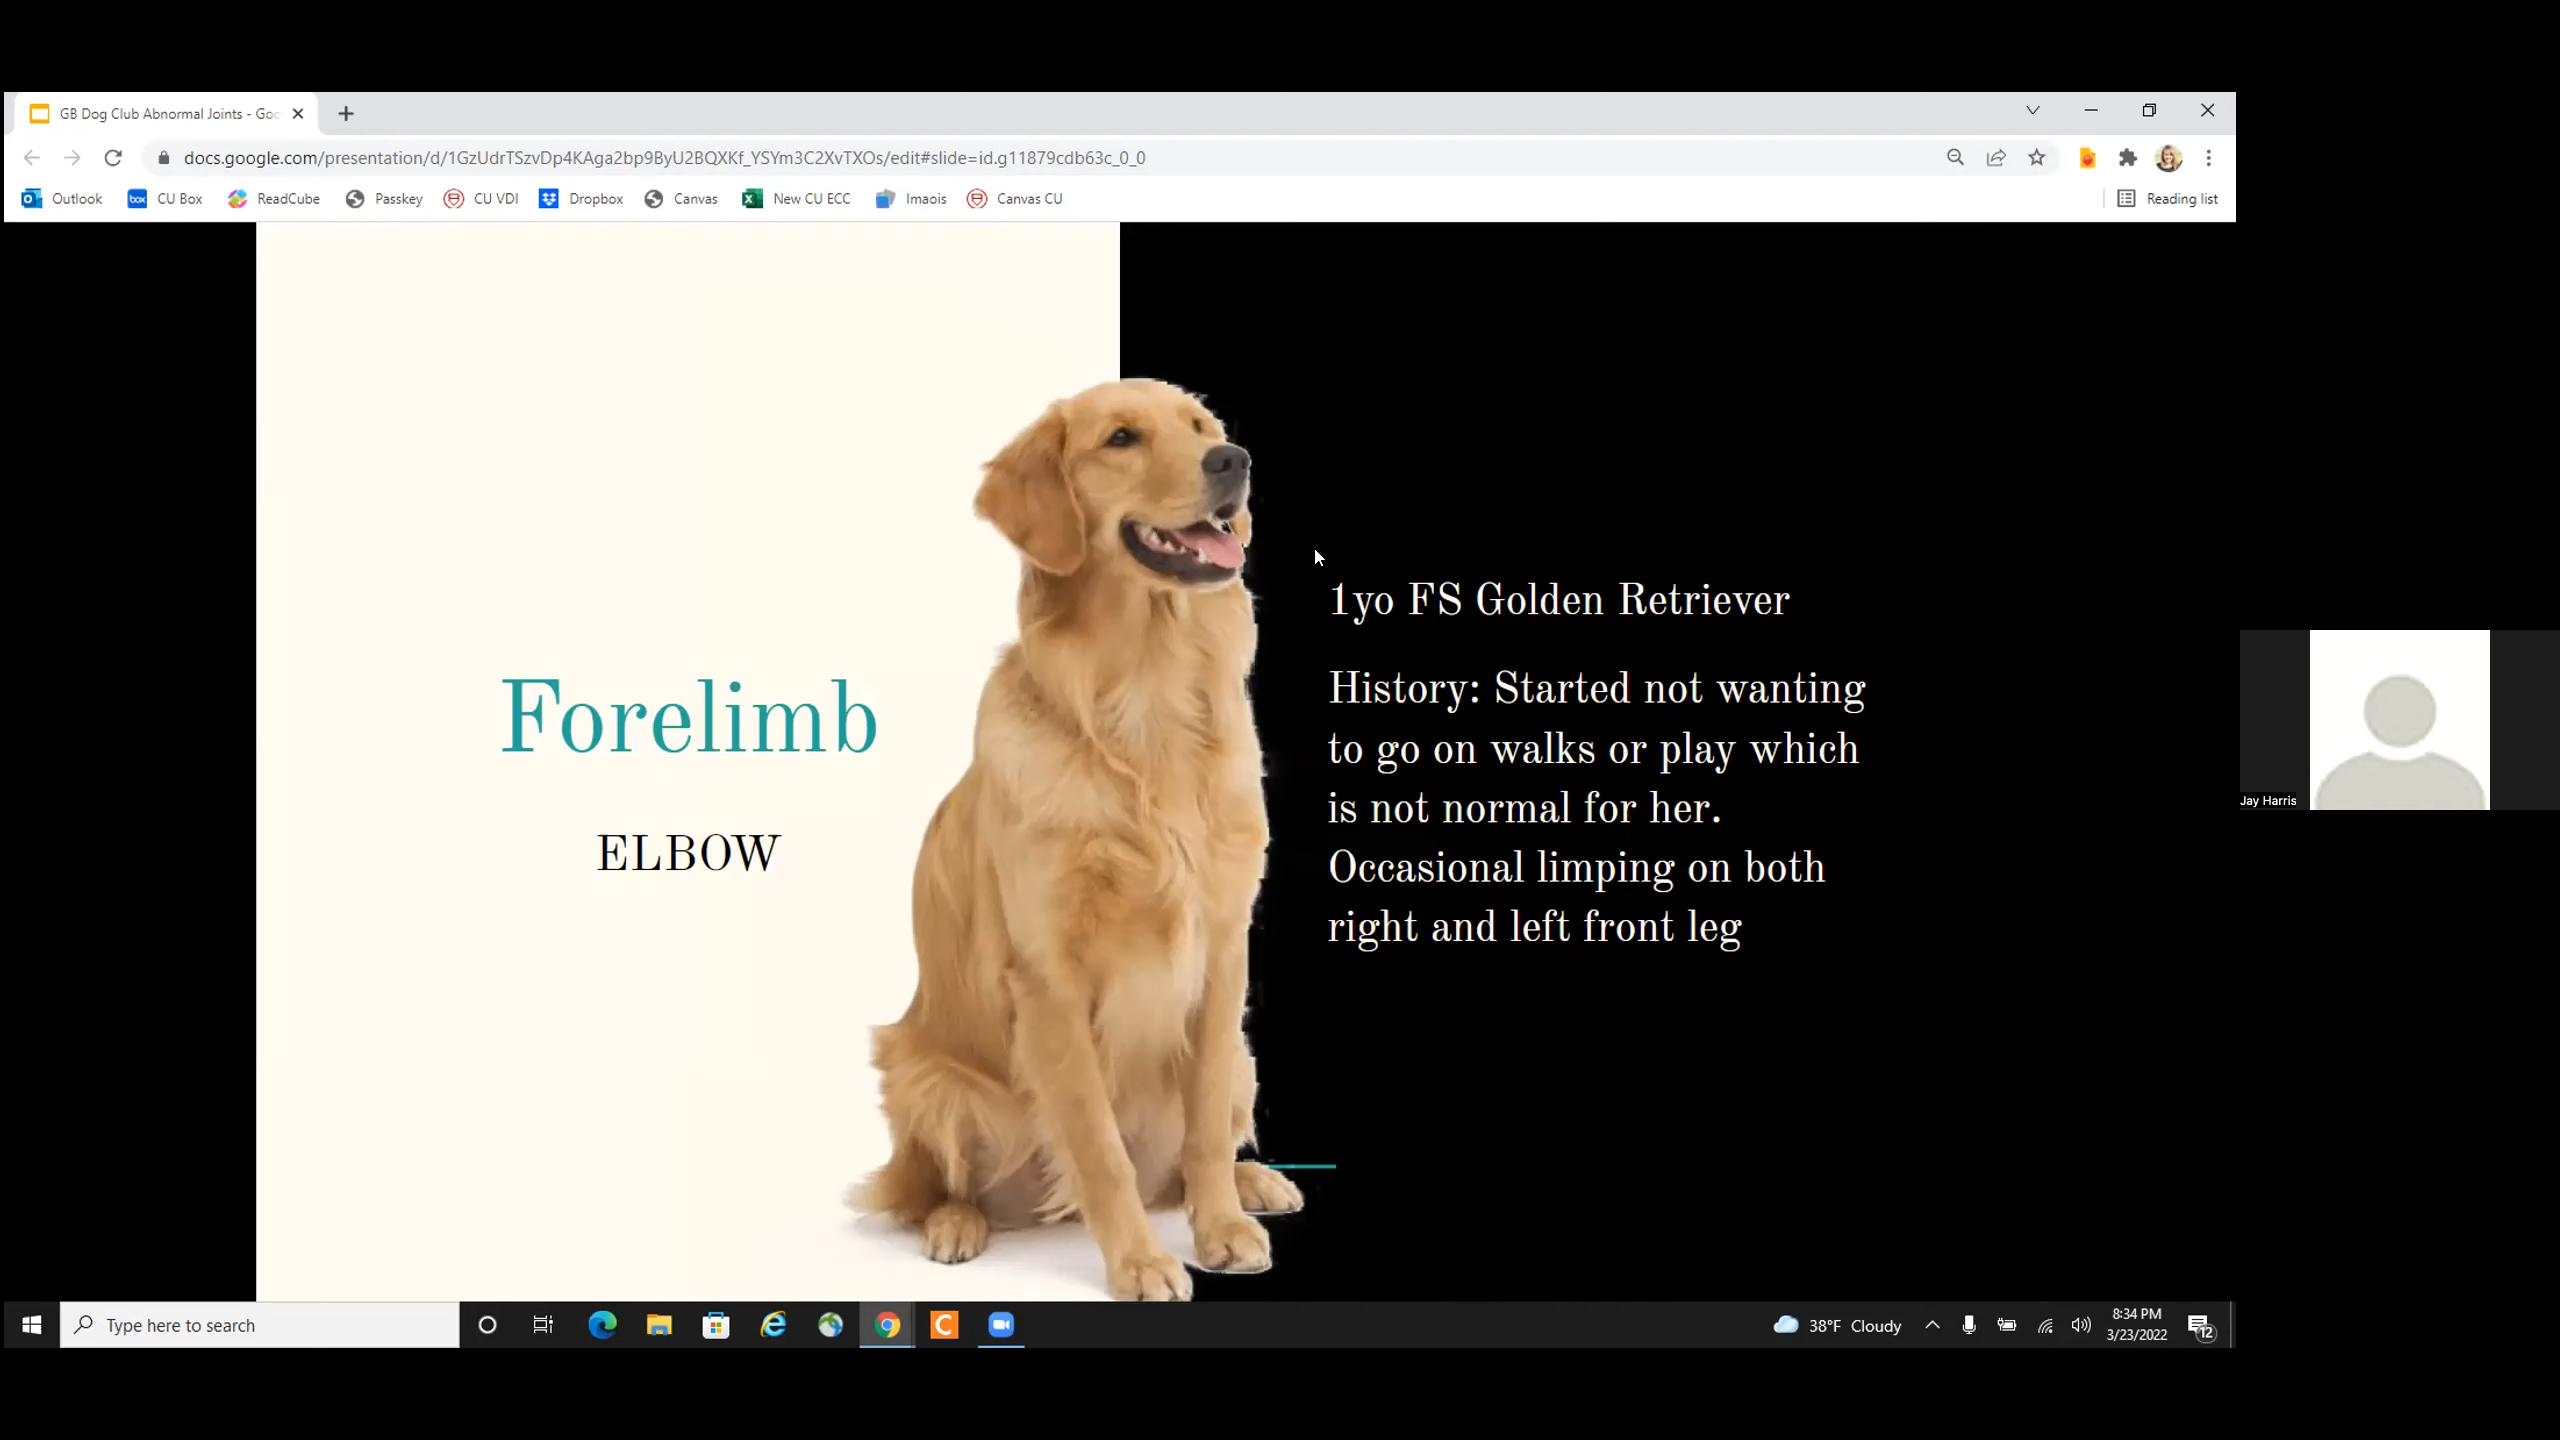 GB Dog Club Abnormal Joints - Goo
docs.google.com/presentation/d/1GzUdrTSzvDp4KAga2bp9ByU2BQXKf_YSYm3C2XvTXOs/edit#slide=id.g11879cdb63c_0_0
Outlook
box
CU Box
ReadCube
Passkey
CU VDI
Dropbox
Canvas
New CU ECC
Imaois
Canvas CU
Reading list
Forelimb
ELBOW
1yo FS Golden Retriever
History: Started not wanting
to go on walks or play which
is not normal for her.
Occasional limping on both
right and left front leg
Jay Harris
Type here to search
38°F Cloudy
8:34 PM
3/23/2022
12